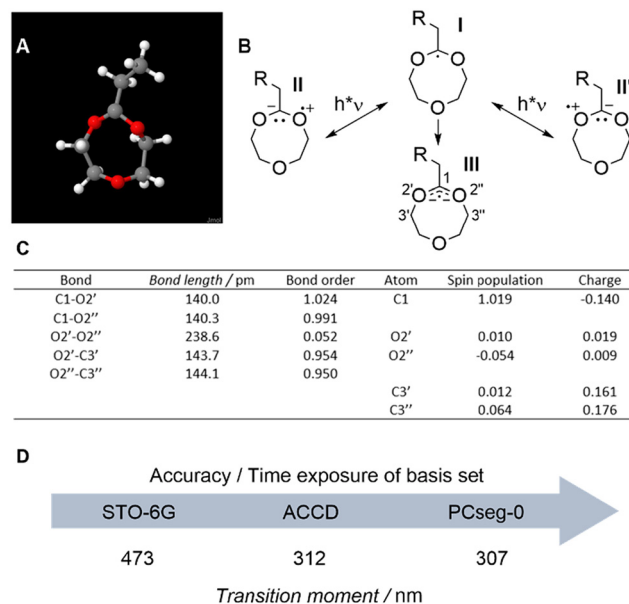 A
Jmol
B
I
R
O
O
O
II
R
−
O
O
•+
O
h*ν
h*ν
II'
R
•+
O
−
O
O
III
R
1
2'
O
O
2''
3'
3''
O
C
Bond Bond length / pm Bond order Atom Spin population Charge
C1-O2' 140.0 1.024 C1 1.019 -0.140
C1-O2'' 140.3 0.991
O2'-O2'' 238.6 0.052 O2' 0.010 0.019
O2'-C3' 143.7 0.954 O2'' -0.054 0.009
O2''-C3'' 144.1 0.950
C3' 0.012 0.161
C3'' 0.064 0.176
D
Accuracy / Time exposure of basis set
STO-6G ACCD PCseg-0
473 312 307
Transition moment / nm